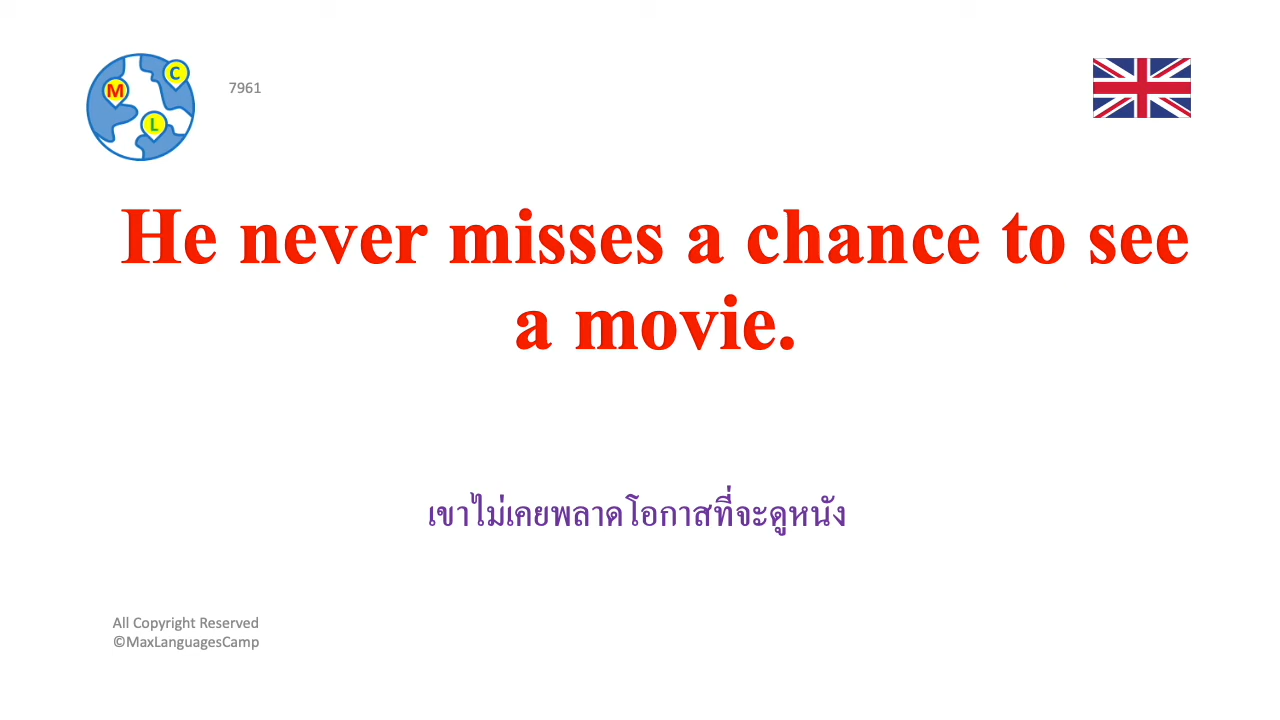 M
C
L
7961
He never misses a chance to see
a movie.
เขาไม่เคยพลาดโอกาสที่จะดูหนัง
All Copyright Reserved
©MaxLanguagesCamp